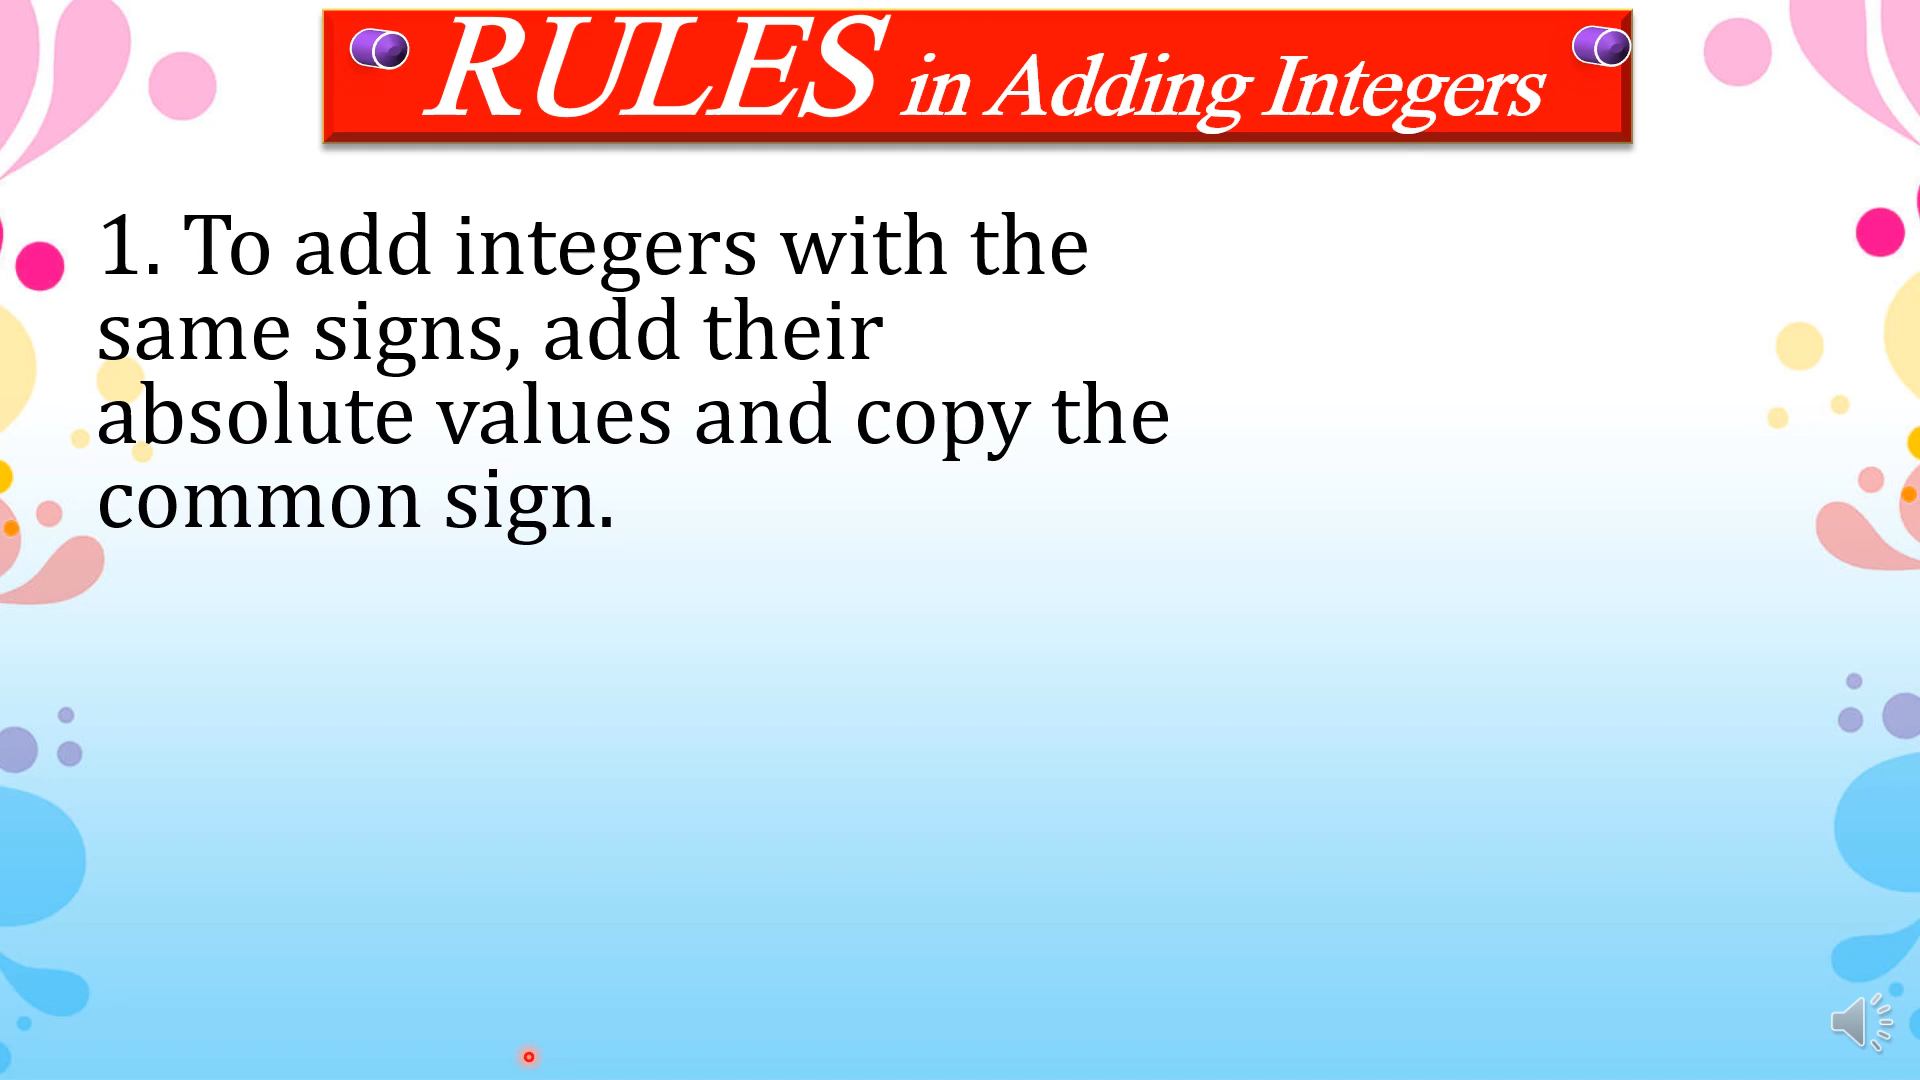 RULES in Adding Integers
1. To add integers with the
same signs, add their
absolute values and copy the
common sign.